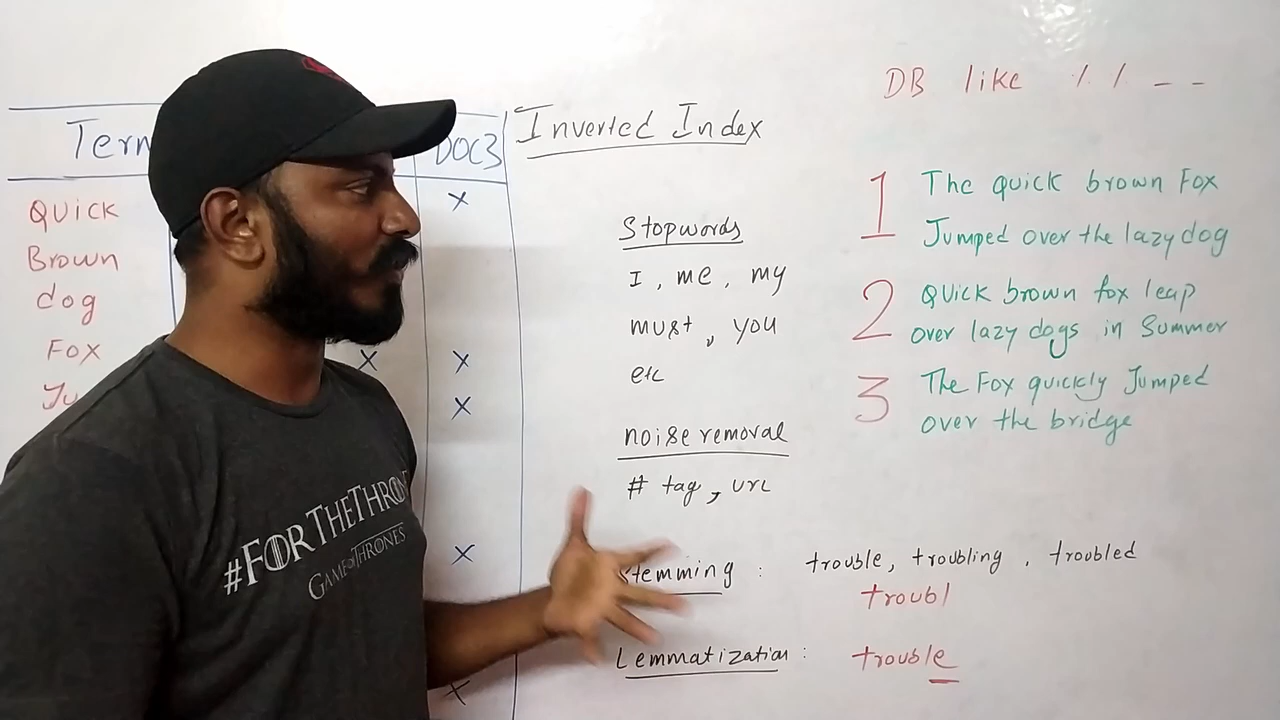 DB like % % _ _
Inverted Index
DOC3
QUICK
Brown
dog
Fox
Stopwords
I, me, my
must, you
etc
noise removal
# tag, URL
Stemming : trouble, troubling, troubled
troubl
Lemmatization : trouble
1 The quick brown Fox
Jumped over the lazy dog
2 Quick brown fox leap
over lazy dogs in Summer
3 The Fox quickly Jumped
over the bridge
#FORTHETHRONE
GAME OF THRONES